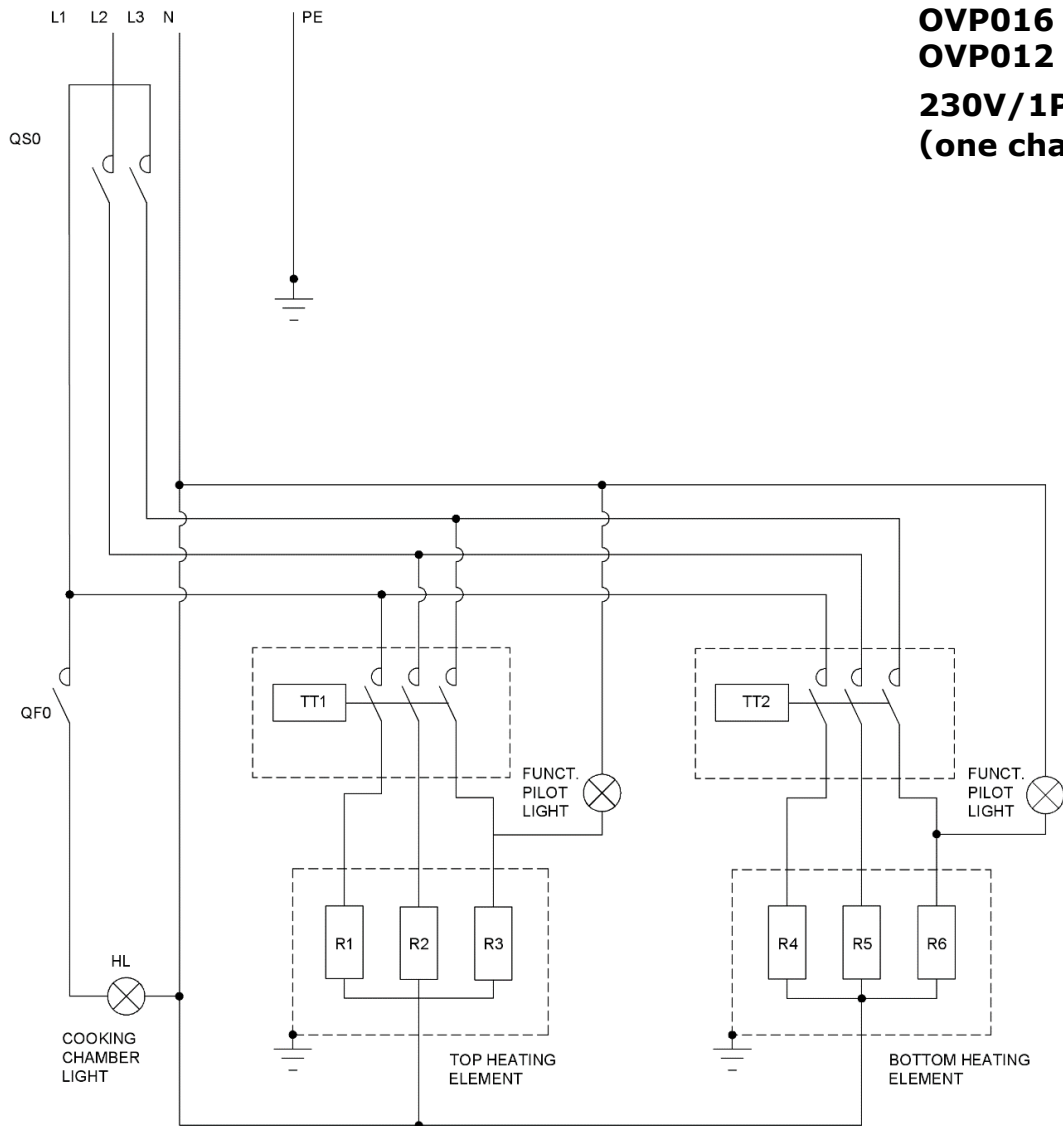 L1 L2 L3 N PE
OVP016
OVP012
230V/1P
(one cha
QS0
QF0
TT1
TT2
FUNCT.
PILOT
LIGHT
FUNCT.
PILOT
LIGHT
R1 R2 R3
R4 R5 R6
HL
COOKING
CHAMBER
LIGHT
TOP HEATING
ELEMENT
BOTTOM HEATING
ELEMENT